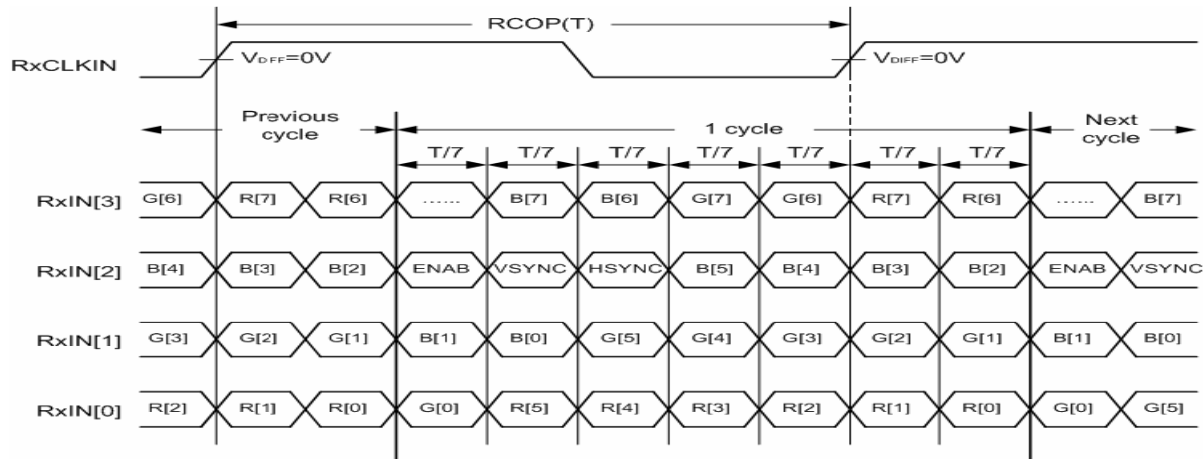 RCOP(T)
RxCLKIN
VDFF=0V
VDIFF=0V
Previous cycle
1 cycle
Next cycle
T/7 T/7 T/7 T/7 T/7 T/7 T/7
RxIN[3] G[6] R[7] R[6] ...... B[7] B[6] G[7] G[6] R[7] R[6] ...... B[7]
RxIN[2] B[4] B[3] B[2] ENAB VSYNC HSYNC B[5] B[4] B[3] B[2] ENAB VSYNC
RxIN[1] G[3] G[2] G[1] B[1] B[0] G[5] G[4] G[3] G[2] G[1] B[1] B[0]
RxIN[0] R[2] R[1] R[0] G[0] R[5] R[4] R[3] R[2] R[1] R[0] G[0] G[5]